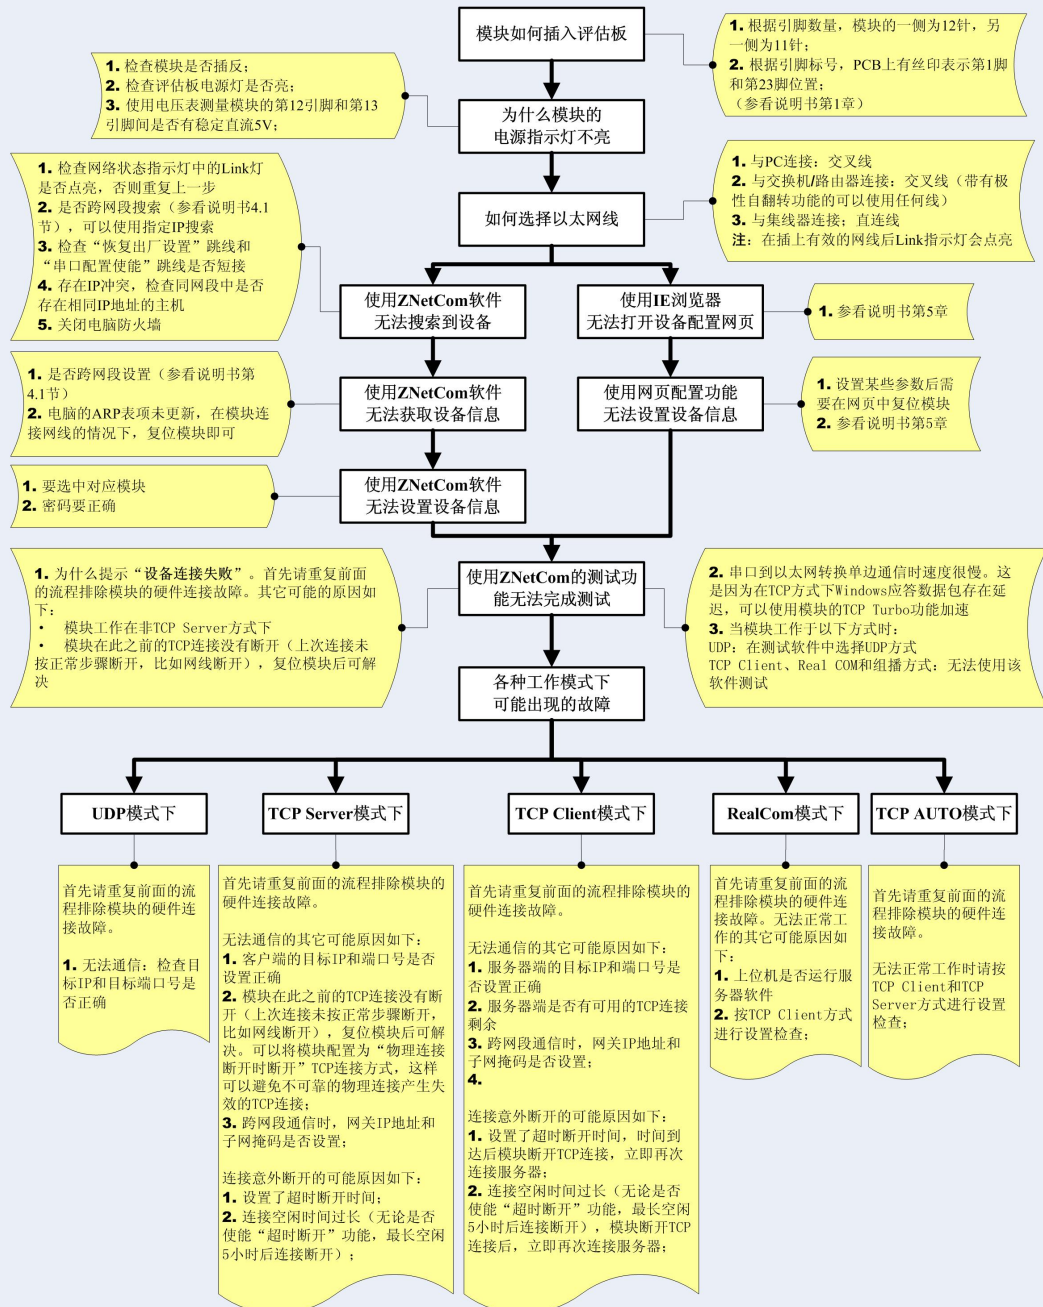 模块如何插入评估板
1. 根据引脚数量，模块的一侧为12针，另
一侧为11针；
2. 根据引脚标号，PCB上有丝印表示第1脚
和第23脚位置；
（参看说明书第1章）
1. 检查模块是否插反；
2. 检查评估板电源灯是否亮；
3. 使用电压表测量模块的第12引脚和第13
引脚间是否有稳定直流5V；
为什么模块的
电源指示灯不亮
1. 检查网络状态指示灯中的Link灯
是否点亮，否则重复上一步
2. 是否跨网段搜索（参看说明书4.1
节），可以使用指定IP搜索
3. 检查“恢复出厂设置”跳线和
“串口配置使能”跳线是否短接
4. 存在IP冲突，检查同网段中是否
存在相同IP地址的主机
5. 关闭电脑防火墙
如何选择以太网线
1. 与PC连接：交叉线
2. 与交换机/路由器连接：交叉线（带有极
性自翻转功能的可以使用任何线）
3. 与集线器连接；直连线
注：在插上有效的网线后Link指示灯会点亮
使用ZNetCom软件
无法搜索到设备
使用IE浏览器
无法打开设备配置网页
1. 参看说明书第5章
1. 是否跨网段设置（参看说明书第
4.1节）
2. 电脑的ARP表项未更新，在模块连
接网线的情况下，复位模块即可
使用ZNetCom软件
无法获取设备信息
使用网页配置功能
无法设置设备信息
1. 设置某些参数后需
要在网页中复位模块
2. 参看说明书第5章
1. 要选中对应模块
2. 密码要正确
使用ZNetCom软件
无法设置设备信息
1. 为什么提示“设备连接失败”。首先请重复前面
的流程排除模块的硬件连接故障。其它可能的原因如
下：
• 模块工作在非TCP Server方式下
• 模块在此之前的TCP连接没有断开（上次连接未
按正常步骤断开，比如网线断开），复位模块后可解
决
使用ZNetCom的测试功
能无法完成测试
2. 串口到以太网转换单边通信时速度很慢。这
是因为在TCP方式下Windows应答数据包存在延
迟，可以使用模块的TCP Turbo功能加速
3. 当模块工作于以下方式时：
UDP：在测试软件中选择UDP方式
TCP Client、Real COM和组播方式：无法使用该
软件测试
各种工作模式下
可能出现的故障
UDP模式下
TCP Server模式下
TCP Client模式下
RealCom模式下
TCP AUTO模式下
首先请重复前面的流
程排除模块的硬件连
接故障。
1. 无法通信：检查目
标IP和目标端口号是
否正确
首先请重复前面的流程排除模块的
硬件连接故障。
无法通信的其它可能原因如下：
1. 客户端的目标IP和端口号是否
设置正确
2. 模块在此之前的TCP连接没有断
开（上次连接未按正常步骤断开，
比如网线断开），复位模块后可解
决。可以将模块配置为“物理连接
断开时断开”TCP连接方式，这样
可以避免不可靠的物理连接产生失
效的TCP连接；
3. 跨网段通信时，网关IP地址和
子网掩码是否设置；
连接意外断开的可能原因如下：
1. 设置了超时断开时间；
2. 连接空闲时间过长（无论是否
使能“超时断开”功能，最长空闲
5小时后连接断开）；
首先请重复前面的流程排除模块的
硬件连接故障。
无法通信的其它可能原因如下：
1. 服务器端的目标IP和端口号是
否设置正确
2. 服务器端是否有可用的TCP连接
剩余
3. 跨网段通信时，网关IP地址和
子网掩码是否设置；
4.
连接意外断开的可能原因如下：
1. 设置了超时断开时间，时间到
达后模块断开TCP连接，立即再次
连接服务器；
2. 连接空闲时间过长（无论是否
使能“超时断开”功能，最长空闲
5小时后连接断开），模块断开TCP
连接后，立即再次连接服务器；
首先请重复前面的流
程排除模块的硬件连
接故障。无法正常工
作的其它可能原因如
下：
1. 上位机是否运行服
务器软件
2. 按TCP Client方式
进行设置检查；
首先请重复前面的流
程排除模块的硬件连
接故障。
无法正常工作时请按
TCP Client和TCP
Server方式进行设置
检查；